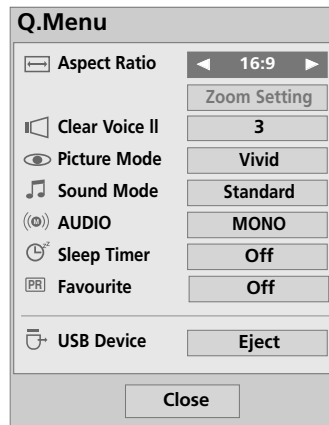 Q.Menu
Aspect Ratio ◄ 16:9 ►
Zoom Setting
Clear Voice ll 3
Picture Mode Vivid
Sound Mode Standard
AUDIO MONO
Sleep Timer Off
PR Favourite Off
USB Device Eject
Close